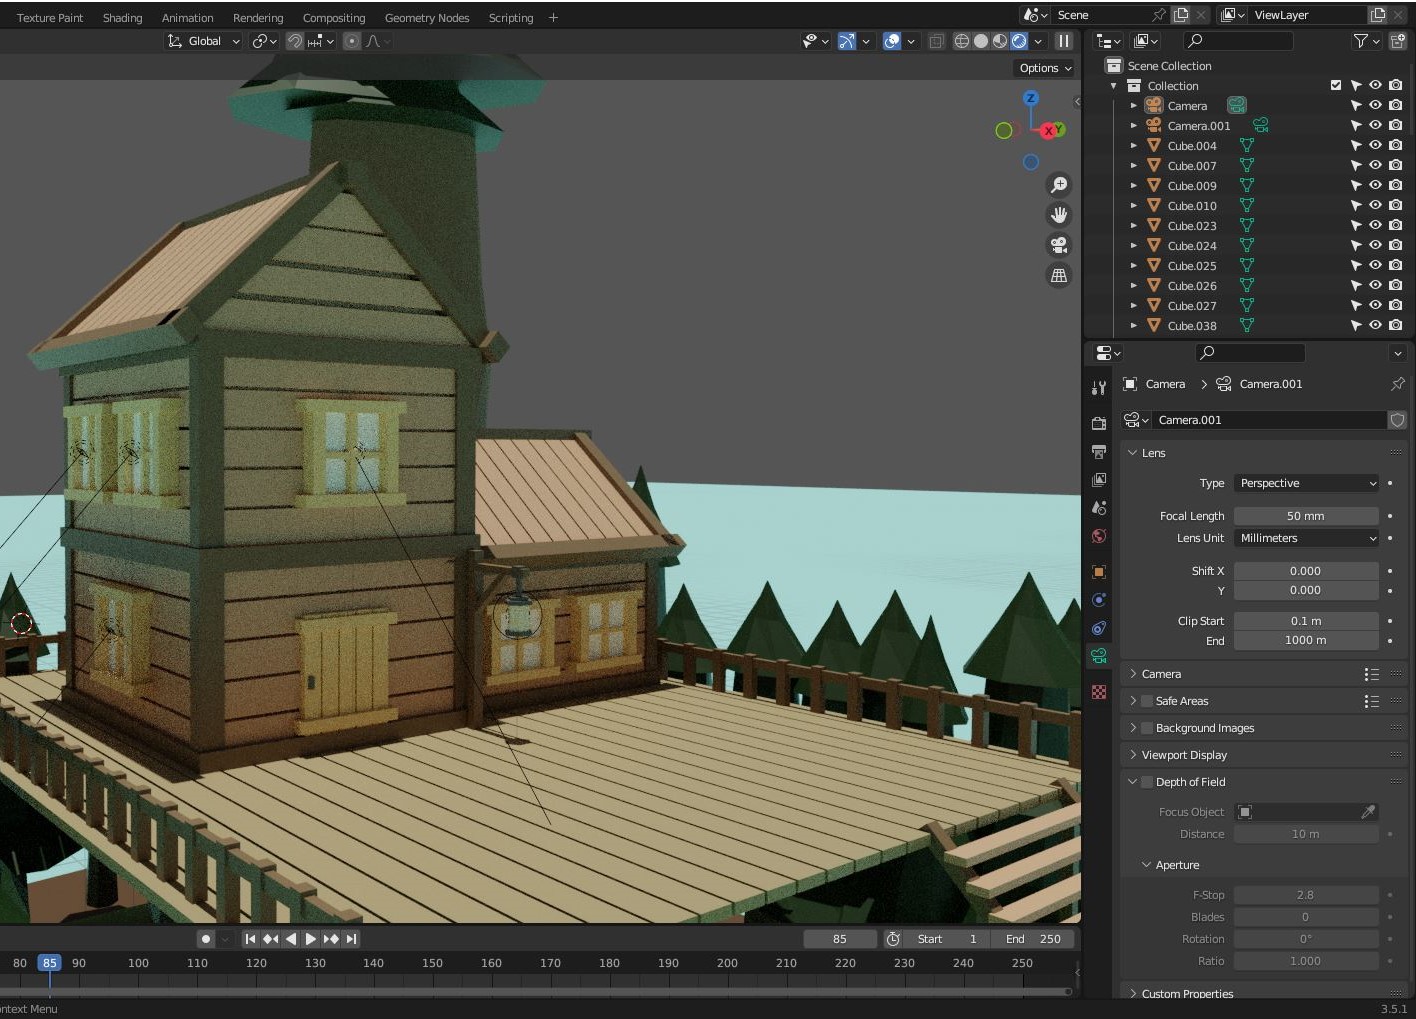 Texture Paint Shading Animation Rendering Compositing Geometry Nodes Scripting +
Scene
ViewLayer
Global
Options
Z
X Y
Scene Collection
Collection
Camera
Camera.001
Cube.004
Cube.007
Cube.009
Cube.010
Cube.023
Cube.024
Cube.025
Cube.026
Cube.027
Cube.038
Camera > Camera.001
Camera.001
Lens
Type Perspective
Focal Length 50 mm
Lens Unit Millimeters
Shift X 0.000
Y 0.000
Clip Start 0.1 m
End 1000 m
Camera
Safe Areas
Background Images
Viewport Display
Depth of Field
Focus Object
Distance 10 m
Aperture
F-Stop 2.8
Blades 0
Rotation 0°
Ratio 1.000
Custom Properties
85 Start 1 End 250
80 85 90 100 110 120 130 140 150 160 170 180 190 200 210 220 230 240 250
ontext Menu
3.5.1